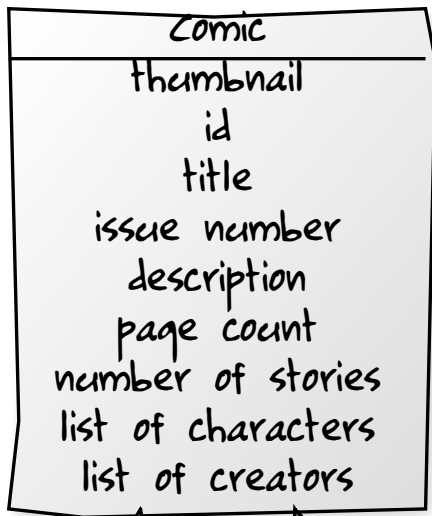 Comic
thumbnail
id
title
issue number
description
page count
number of stories
list of characters
list of creators